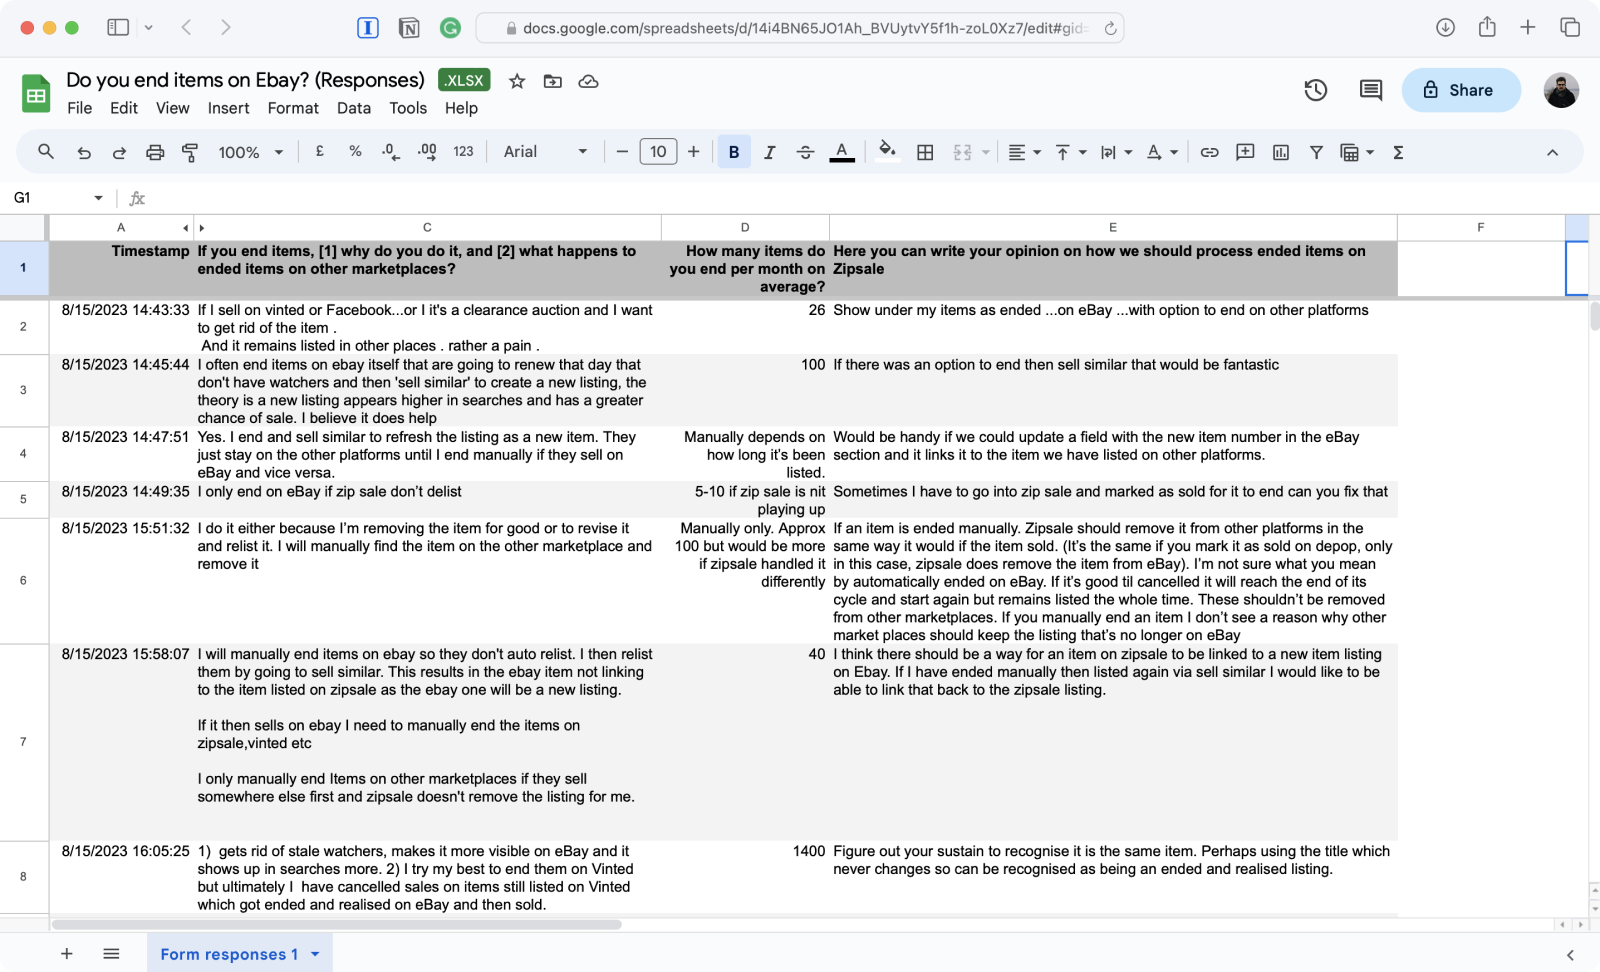 docs.google.com/spreadsheets/d/14i4BN65JO1Ah_BVUytvY5f1h-zoL0Xz7/edit#gid=
Do you end items on Ebay? (Responses)
.XLSX
File Edit View Insert Format Data Tools Help
Share
100%
£ % .0 .00 123
Arial
10
B I S A
G1
fx
A C D E F
1
Timestamp
If you end items, [1] why do you do it, and [2] what happens to
ended items on other marketplaces?
How many items do
you end per month on
average?
Here you can write your opinion on how we should process ended items on
Zipsale
2
8/15/2023 14:43:33
If I sell on vinted or Facebook...or I it's a clearance auction and I want
to get rid of the item .
And it remains listed in other places . rather a pain .
26
Show under my items as ended ...on eBay ...with option to end on other platforms
3
8/15/2023 14:45:44
I often end items on ebay itself that are going to renew that day that
don't have watchers and then 'sell similar' to create a new listing, the
theory is a new listing appears higher in searches and has a greater
chance of sale. I believe it does help
100
If there was an option to end then sell similar that would be fantastic
4
8/15/2023 14:47:51
Yes. I end and sell similar to refresh the listing as a new item. They
just stay on the other platforms until I end manually if they sell on
eBay and vice versa.
Manually depends on
how long it's been
listed.
Would be handy if we could update a field with the new item number in the eBay
section and it links it to the item we have listed on other platforms.
5
8/15/2023 14:49:35
I only end on eBay if zip sale don’t delist
5-10 if zip sale is nit
playing up
Sometimes I have to go into zip sale and marked as sold for it to end can you fix that
6
8/15/2023 15:51:32
I do it either because I’m removing the item for good or to revise it
and relist it. I will manually find the item on the other marketplace and
remove it
Manually only. Approx
100 but would be more
if zipsale handled it
differently
If an item is ended manually. Zipsale should remove it from other platforms in the
same way it would if the item sold. (It’s the same if you mark it as sold on depop, only
in this case, zipsale does remove the item from eBay). I’m not sure what you mean
by automatically ended on eBay. If it’s good til cancelled it will reach the end of its
cycle and start again but remains listed the whole time. These shouldn’t be removed
from other marketplaces. If you manually end an item I don’t see a reason why other
market places should keep the listing that’s no longer on eBay
7
8/15/2023 15:58:07
I will manually end items on ebay so they don't auto relist. I then relist
them by going to sell similar. This results in the ebay item not linking
to the item listed on zipsale as the ebay one will be a new listing.
If it then sells on ebay I need to manually end the items on
zipsale,vinted etc
I only manually end Items on other marketplaces if they sell
somewhere else first and zipsale doesn't remove the listing for me.
40
I think there should be a way for an item on zipsale to be linked to a new item listing
on Ebay. If I have ended manually then listed again via sell similar I would like to be
able to link that back to the zipsale listing.
8
8/15/2023 16:05:25
1) gets rid of stale watchers, makes it more visible on eBay and it
shows up in searches more. 2) I try my best to end them on Vinted
but ultimately I have cancelled sales on items still listed on Vinted
which got ended and realised on eBay and then sold.
1400
Figure out your sustain to recognise it is the same item. Perhaps using the title which
never changes so can be recognised as being an ended and realised listing.
Form responses 1